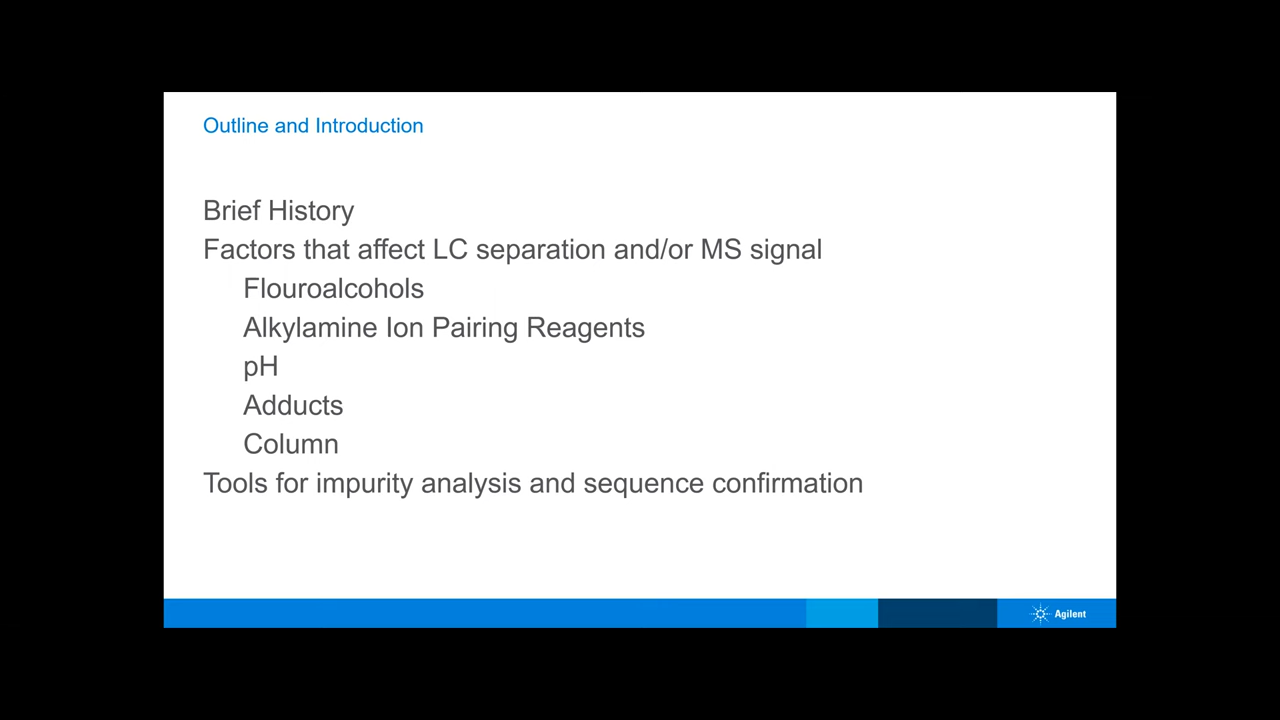 Outline and Introduction
Brief History
Factors that affect LC separation and/or MS signal
Flouroalcohols
Alkylamine Ion Pairing Reagents
pH
Adducts
Column
Tools for impurity analysis and sequence confirmation
Agilent